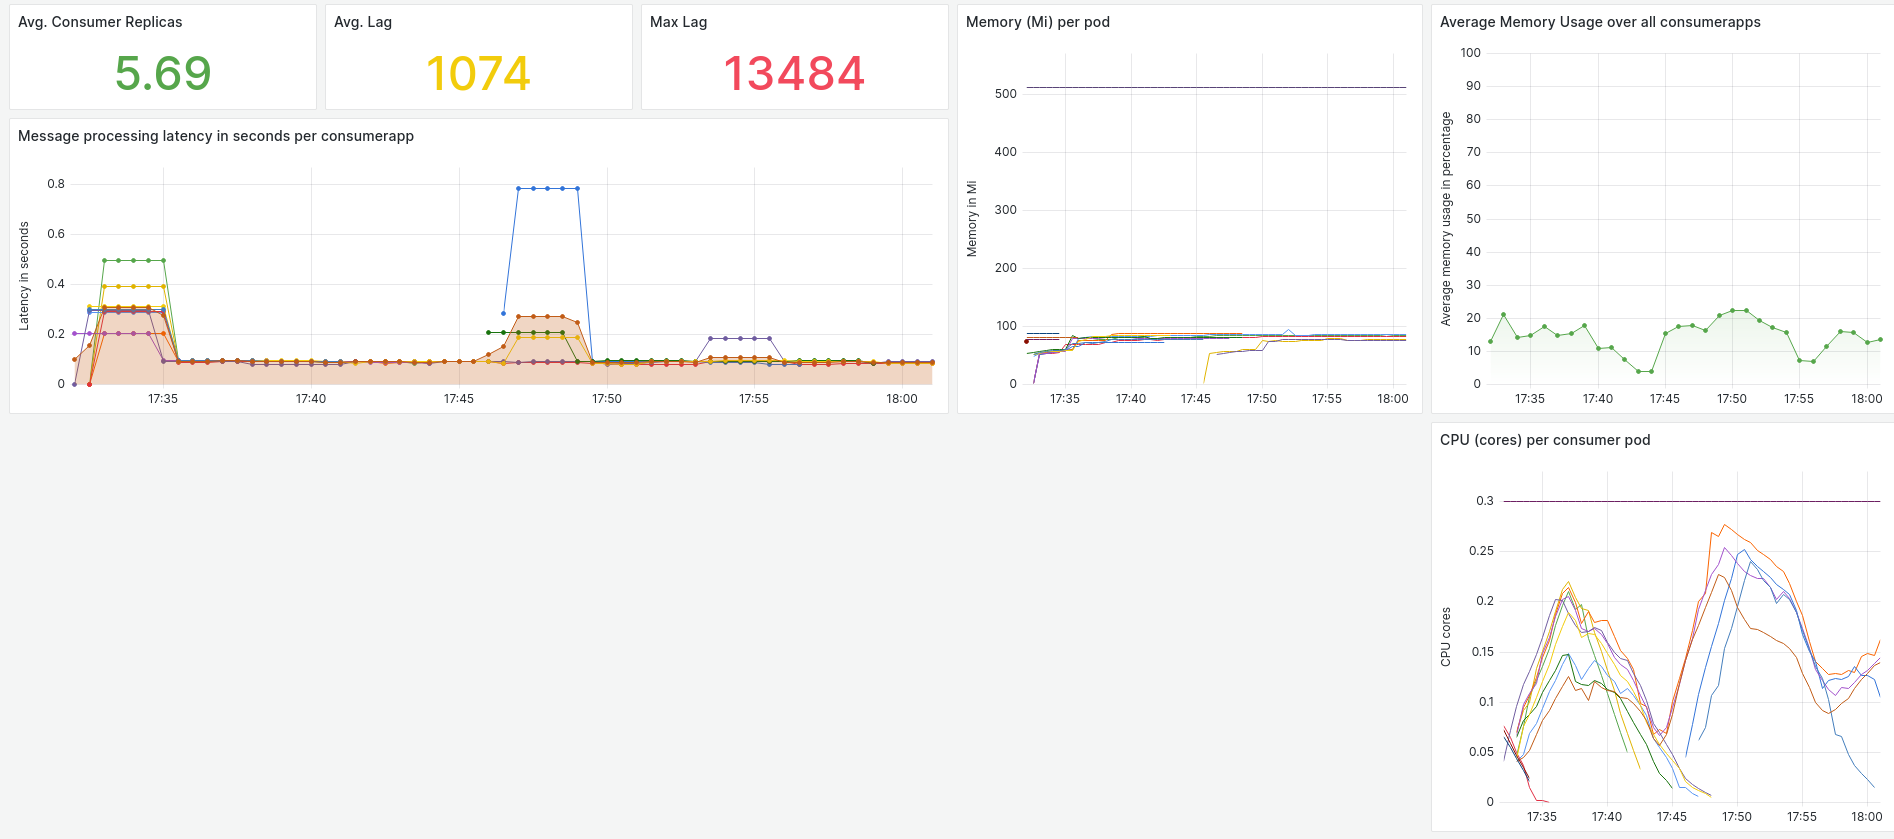 Avg. Consumer Replicas
5.69
Avg. Lag
1074
Max Lag
13484
Message processing latency in seconds per consumerapp
Latency in seconds
0.8
0.6
0.4
0.2
0
17:35 17:40 17:45 17:50 17:55 18:00
Memory (Mi) per pod
Memory in Mi
500
400
300
200
100
0
17:35 17:40 17:45 17:50 17:55 18:00
Average Memory Usage over all consumerapps
Average memory usage in percentage
100
90
80
70
60
50
40
30
20
10
0
17:35 17:40 17:45 17:50 17:55 18:00
CPU (cores) per consumer pod
CPU cores
0.3
0.25
0.2
0.15
0.1
0.05
0
17:35 17:40 17:45 17:50 17:55 18:00